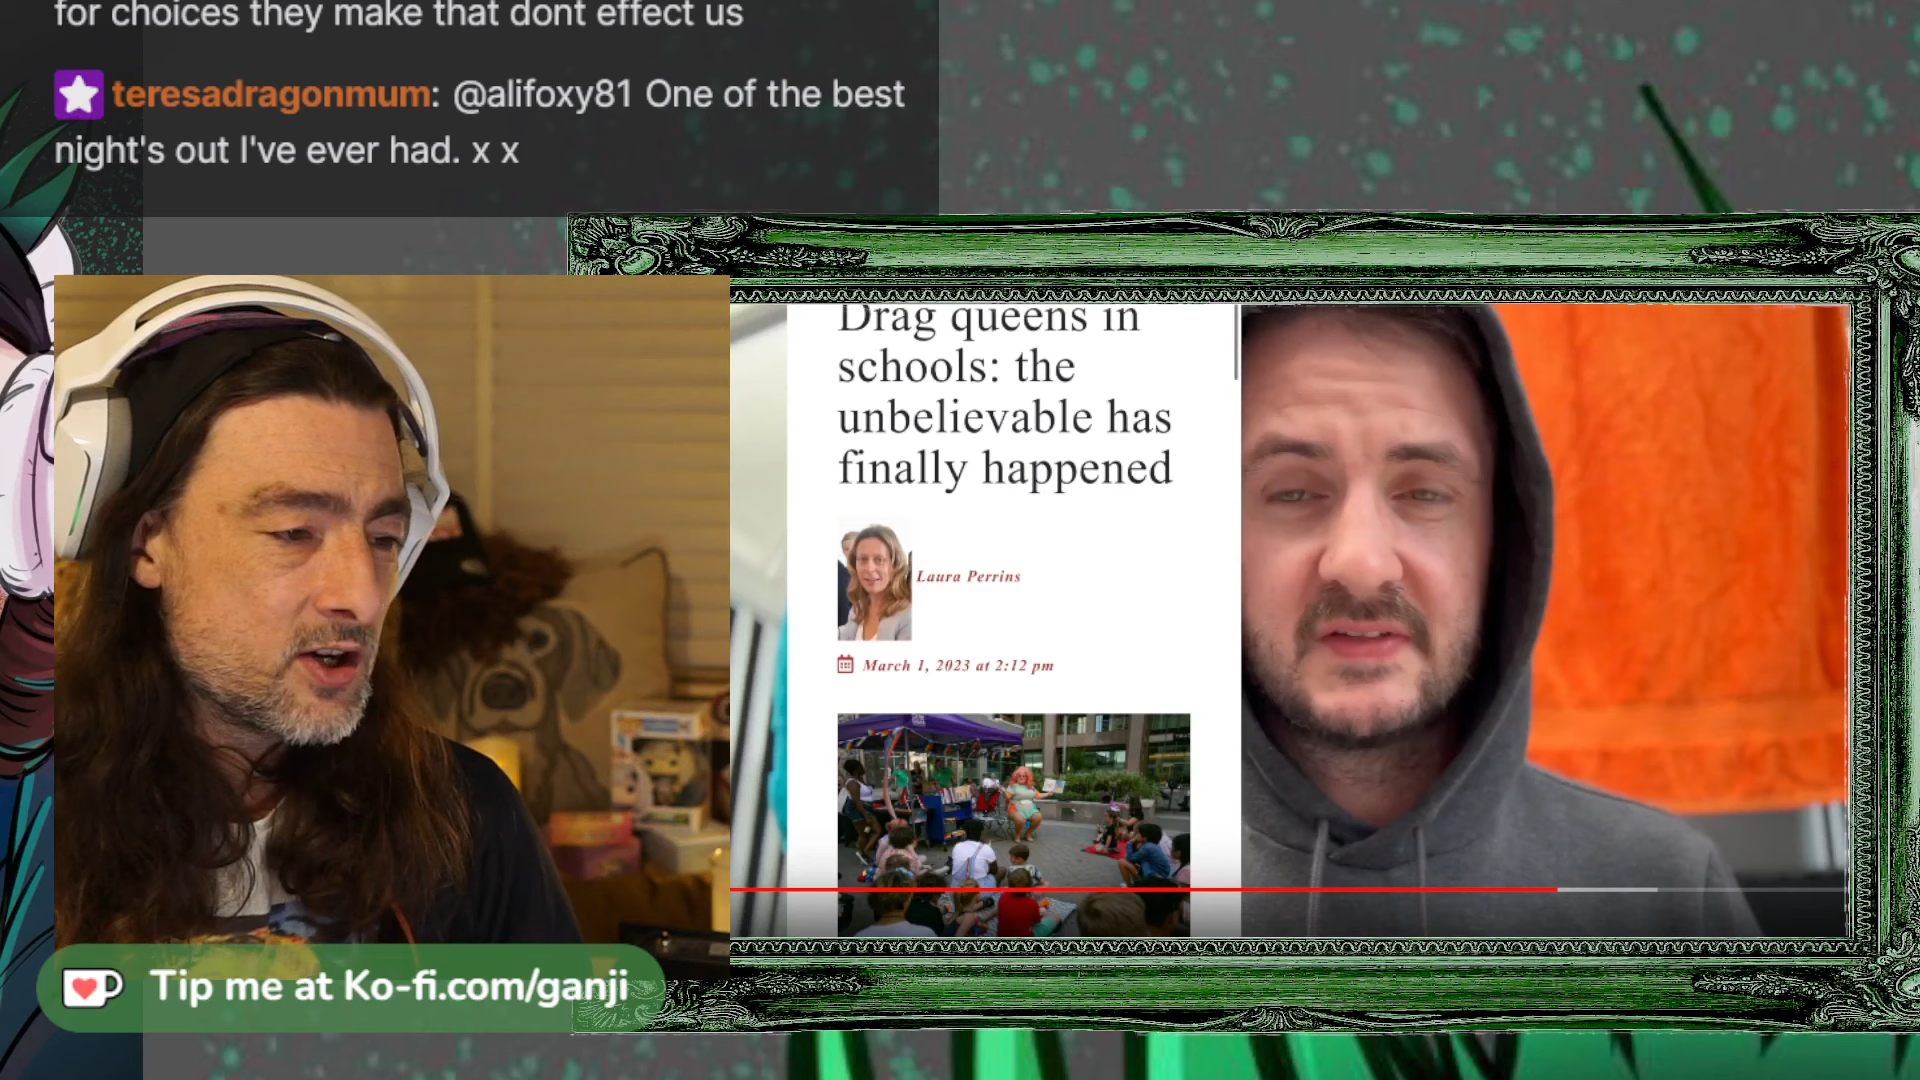 for choices they make that dont effect us
teresadragonmum: @alifoxy81 One of the best
night's out I've ever had. x x
Drag queens in
schools: the
unbelievable has
finally happened
Laura Perrins
March 1, 2023 at 2:12 pm
Tip me at Ko-fi.com/ganji